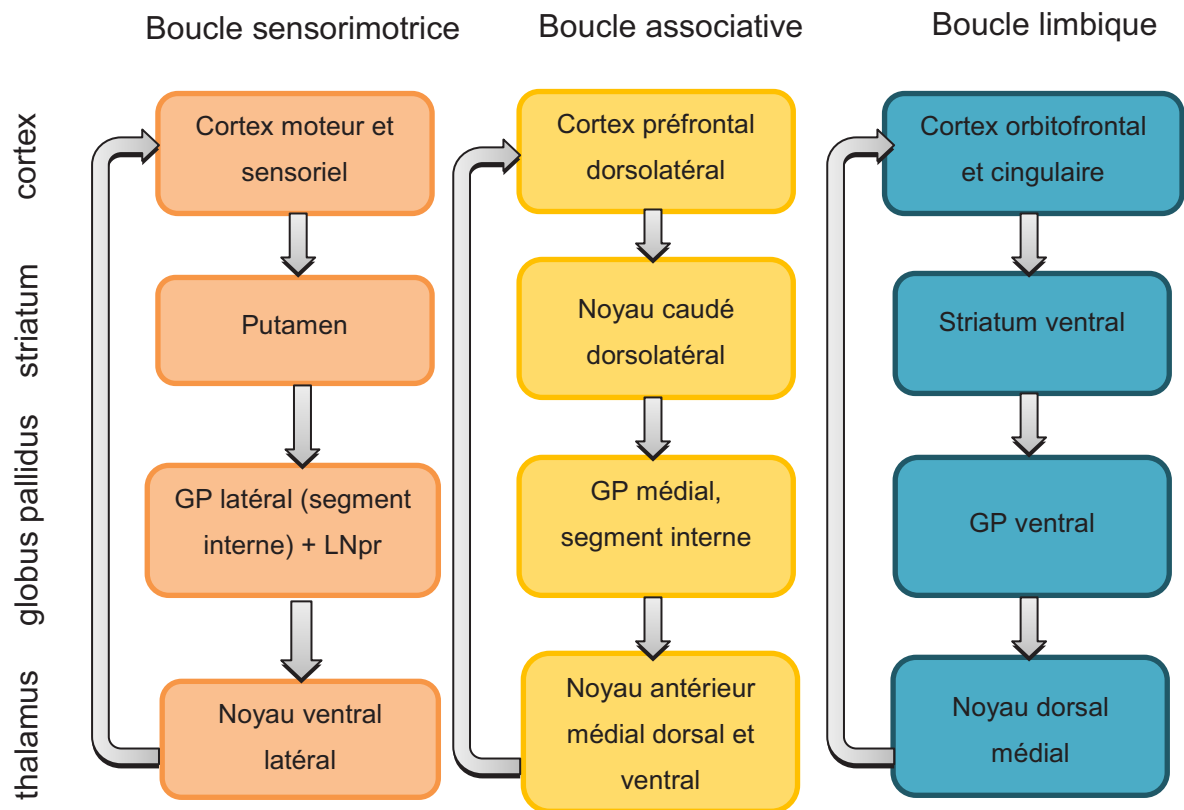 Boucle sensorimotrice
Boucle associative
Boucle limbique
cortex
Cortex moteur et
sensoriel
Cortex préfrontal
dorsolatéral
Cortex orbitofrontal
et cingulaire
striatum
Putamen
Noyau caudé
dorsolatéral
Striatum ventral
globus pallidus
GP latéral (segment
interne) + LNpr
GP médial,
segment interne
GP ventral
thalamus
Noyau ventral
latéral
Noyau antérieur
médial dorsal et
ventral
Noyau dorsal
médial